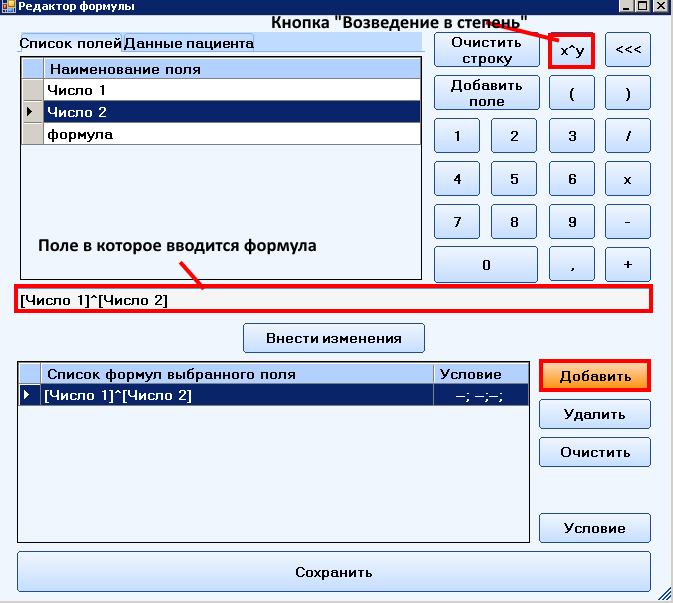 Редактор формулы
Кнопка "Возведение в степень"
Список полей Данные пациента
Очистить
строку
x^y
<<<
Наименование поля
Число 1
Число 2
формула
Добавить
поле
(
)
1
2
3
/
4
5
6
x
7
8
9
-
0
,
+
Поле в которое вводится формула
[Число 1]^[Число 2]
Внести изменения
Список формул выбранного поля
Условие
[Число 1]^[Число 2]
–; –;–;
Добавить
Удалить
Очистить
Условие
Сохранить